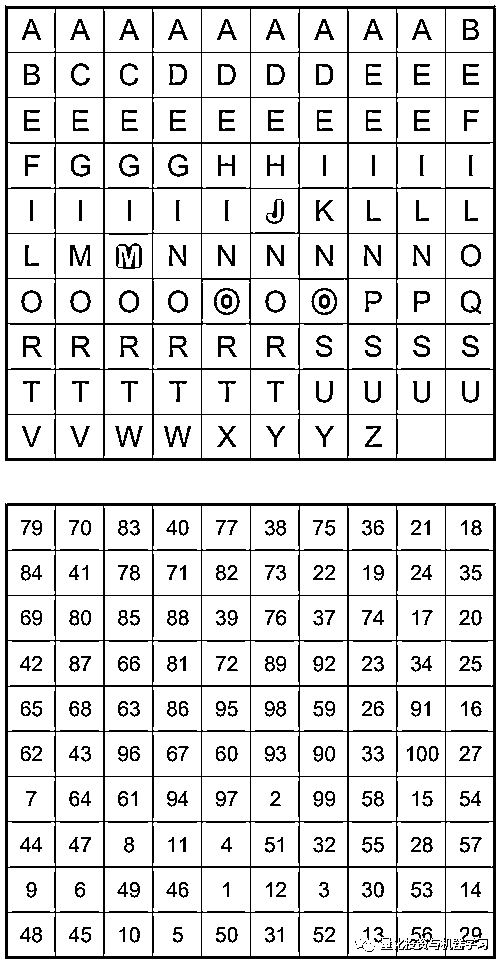 A A A A A A A A A B
B C C D D D D E E E
E E E E E E E E E F
F G G G H H I I I I
I I I I I J K L L L
L M M N N N N N N O
O O O O O O O P P Q
R R R R R R S S S S
T T T T T T U U U U
V V W W X Y Y Z
79 70 83 40 77 38 75 36 21 18
84 41 78 71 82 73 22 19 24 35
69 80 85 88 39 76 37 74 17 20
42 87 66 81 72 89 92 23 34 25
65 68 63 86 95 98 59 26 91 16
62 43 96 67 60 93 90 33 100 27
7 64 61 94 97 2 99 58 15 54
44 47 8 11 4 51 32 55 28 57
9 6 49 46 1 12 3 30 53 14
48 45 10 5 50 31 52 13 56 29
量化投资与机器学习